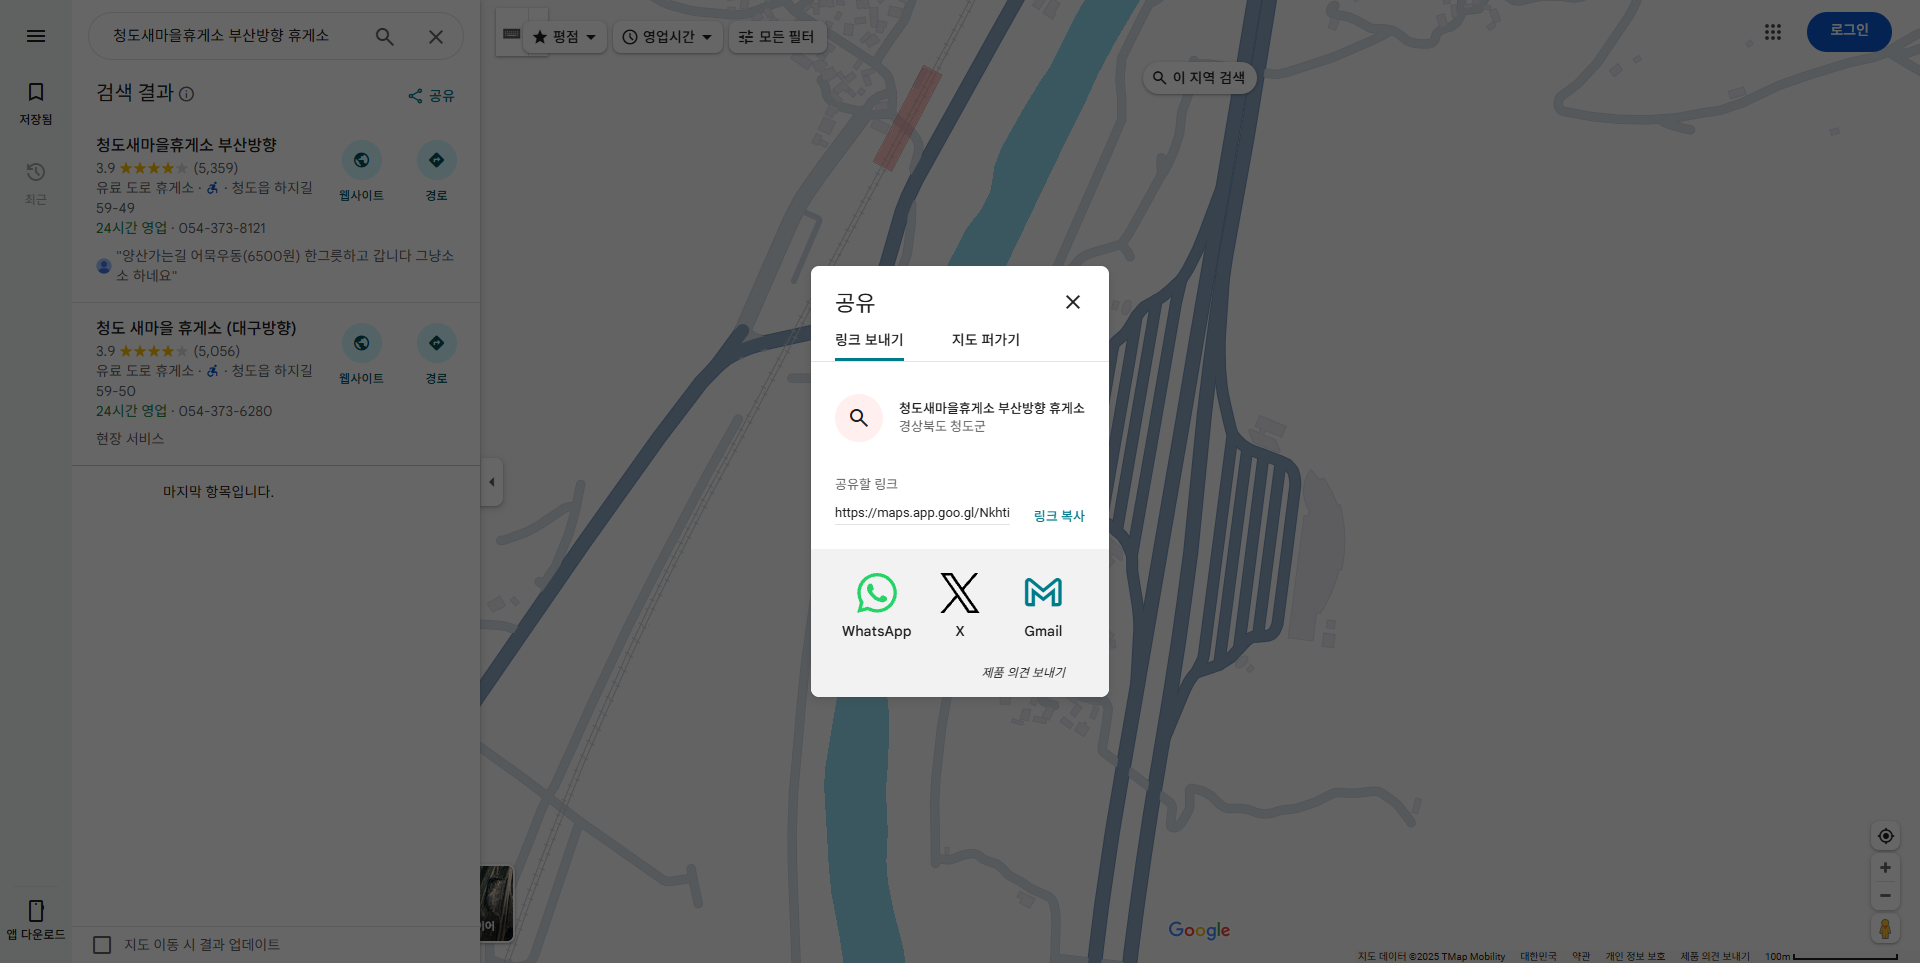 도새마을휴게소 부산방향 휴게소
평점
영업시간
모든 필터
이 지역 검색
로그인
저장됨
최근
검색 결과
공유
청도새마을휴게소 부산방향
3.9 (5,359)
유료 도로 휴게소 · 청도읍 하지길
59-49
24시간 영업 · 054-373-8121
"양산가는길 어묵우동(6500원) 한그릇하고 갑니다 그냥소
소 하네요"
웹사이트
경로
청도 새마을 휴게소 (대구방향)
3.9 (5,056)
유료 도로 휴게소 · 청도읍 하지길
59-50
24시간 영업 · 054-373-6280
현장 서비스
웹사이트
경로
마지막 항목입니다.
공유
링크 보내기
지도 퍼가기
청도새마을휴게소 부산방향 휴게소
경상북도 청도군
공유할 링크
https://maps.app.goo.gl/Nkhti
링크 복사
WhatsApp
X
Gmail
제품 의견 보내기
앱 다운로드
지도 이동 시 결과 업데이트
이어
Google
지도 데이터 ©2025 TMap Mobility
대한민국
약관
개인 정보 보호
제품 의견 보내기
100m